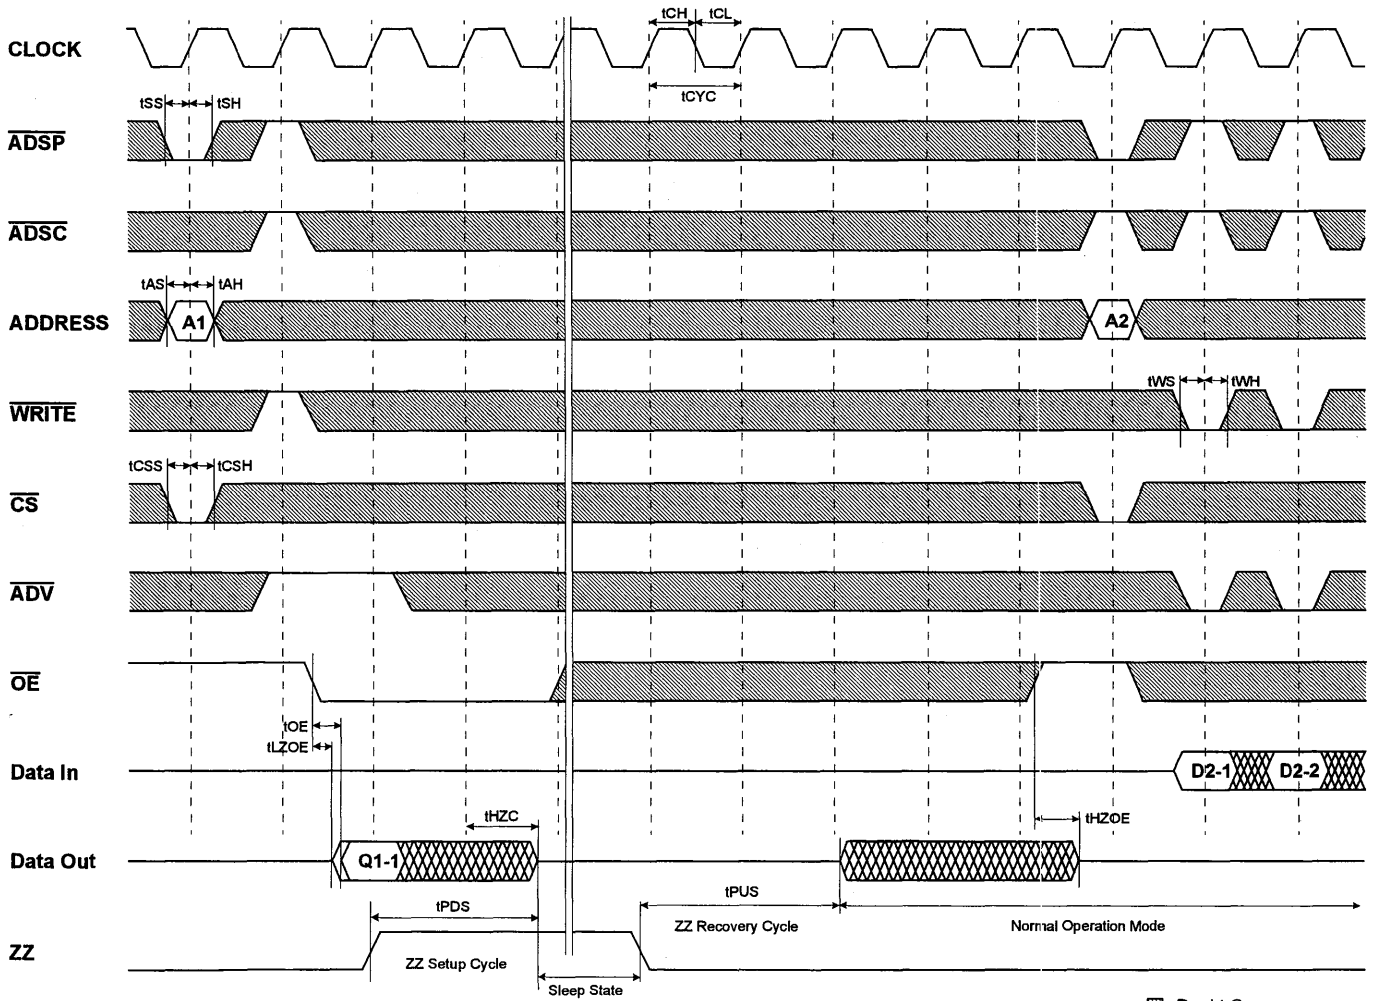 tCH tCL
CLOCK
tCYC
tSS tSH
ADSP
ADSC
tAS tAH
ADDRESS A1 A2
tWS tWH
WRITE
tCSS tCSH
CS
ADV
OE
tOE
tLZOE
Data In D2-1 D2-2
tHZC tHZOE
Data Out Q1-1
tPDS tPUS
ZZ Recovery Cycle Normal Operation Mode
ZZ ZZ Setup Cycle
Sleep State